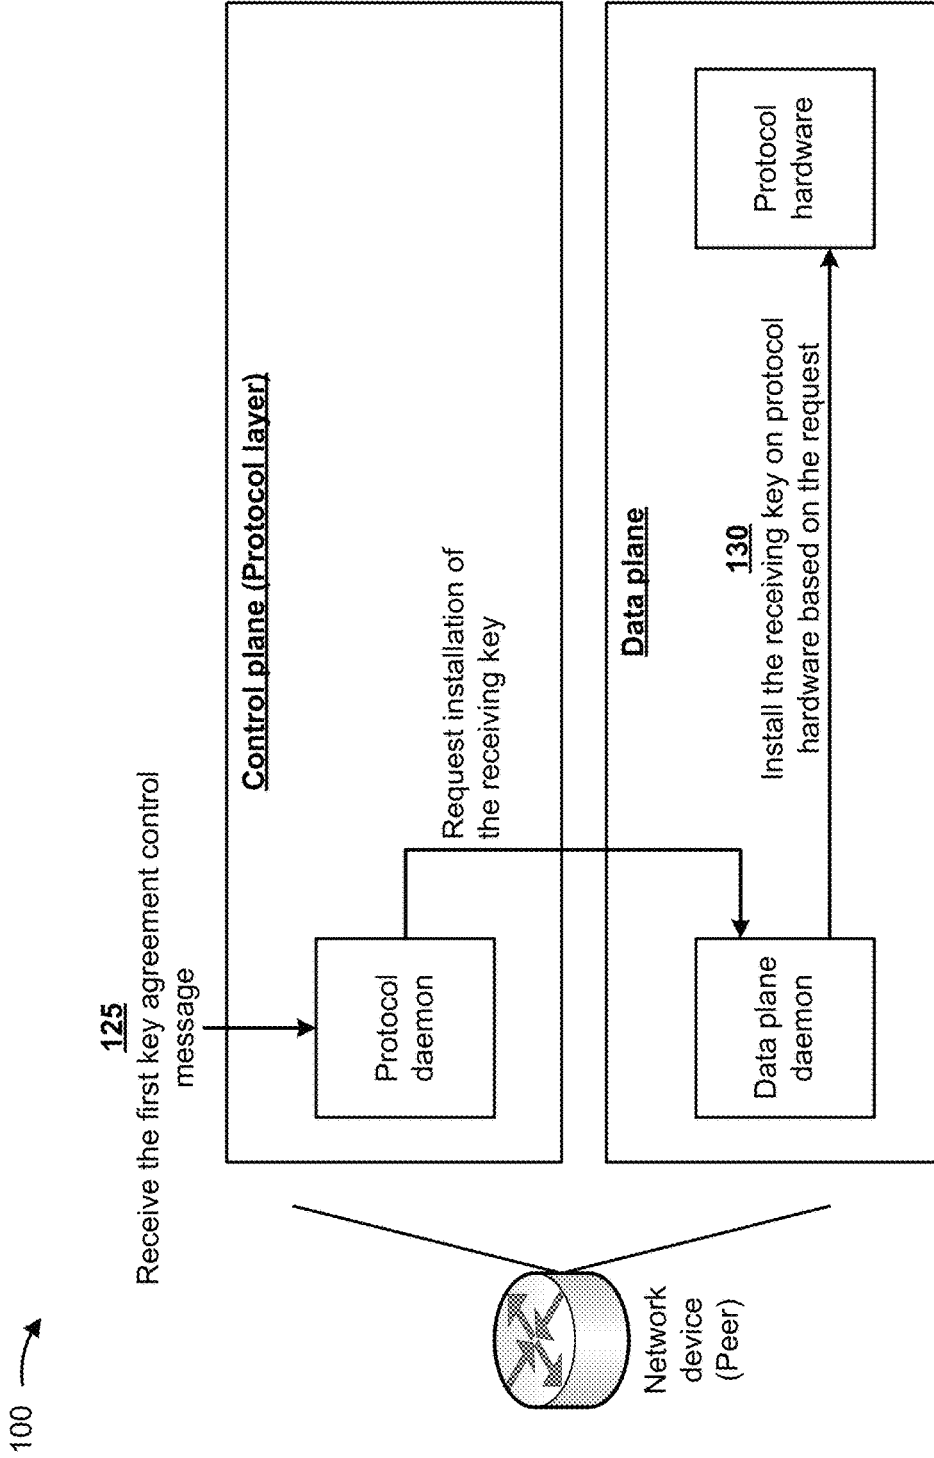 100
125
Receive the first key agreement control
message
Control plane (Protocol layer)
Protocol
daemon
Request installation of
the receiving key
Network
device
(Peer)
Data plane
Data plane
daemon
130
Install the receiving key on protocol
hardware based on the request
Protocol
hardware